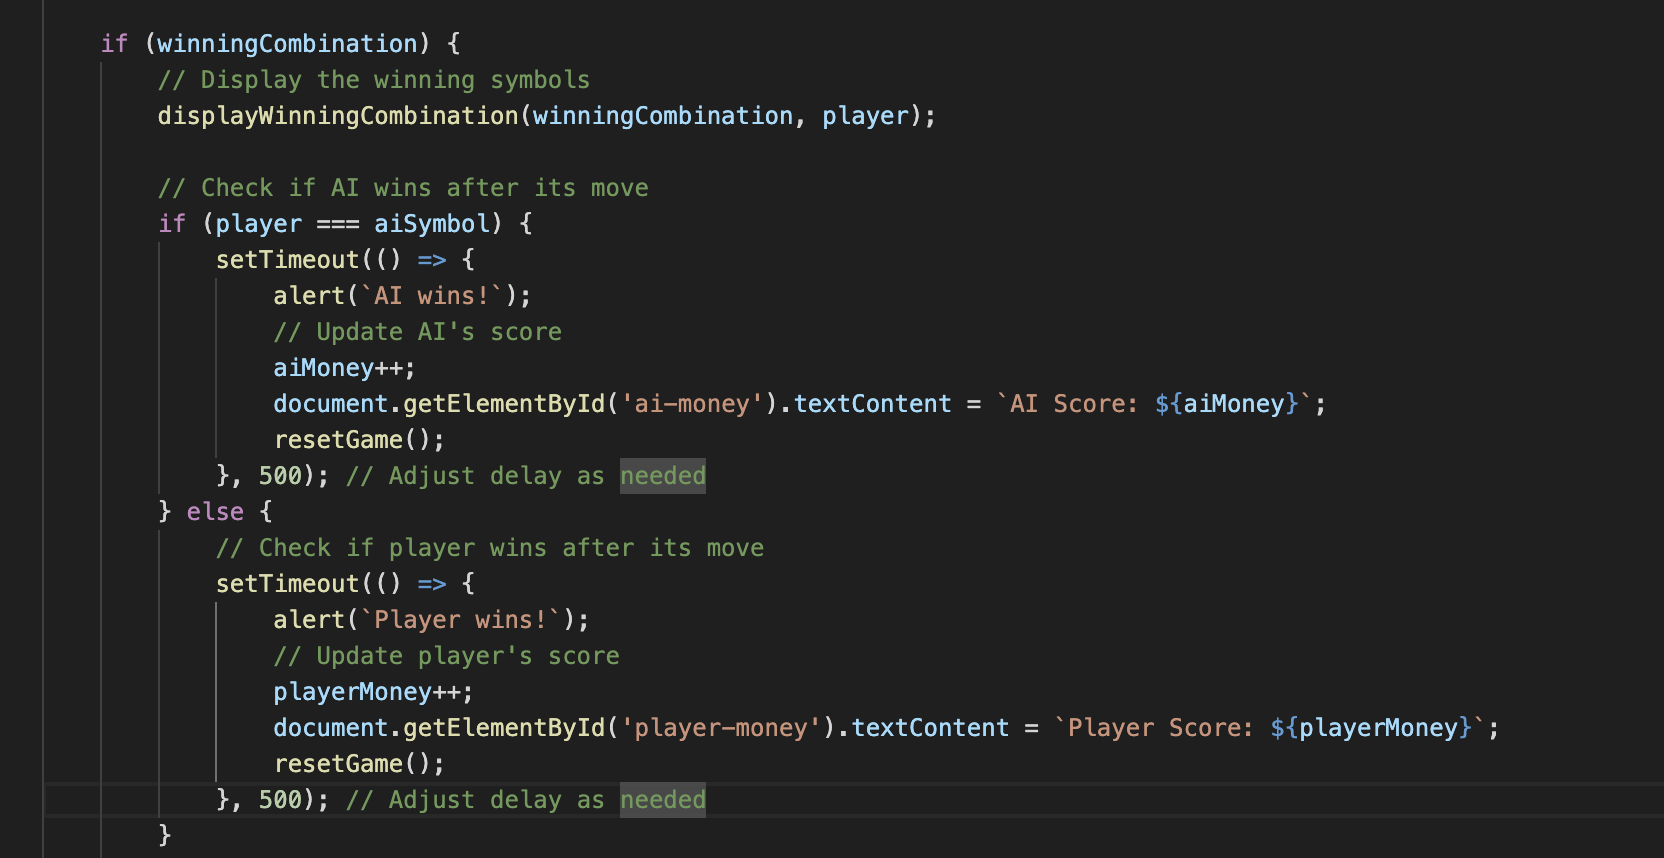 if (winningCombination) {
// Display the winning symbols
displayWinningCombination(winningCombination, player);
// Check if AI wins after its move
if (player === aiSymbol) {
setTimeout(() => {
alert(`AI wins!`);
// Update AI's score
aiMoney++;
document.getElementById('ai-money').textContent = `AI Score: ${aiMoney}`;
resetGame();
}, 500); // Adjust delay as needed
} else {
// Check if player wins after its move
setTimeout(() => {
alert(`Player wins!`);
// Update player's score
playerMoney++;
document.getElementById('player-money').textContent = `Player Score: ${playerMoney}`;
resetGame();
}, 500); // Adjust delay as needed
}